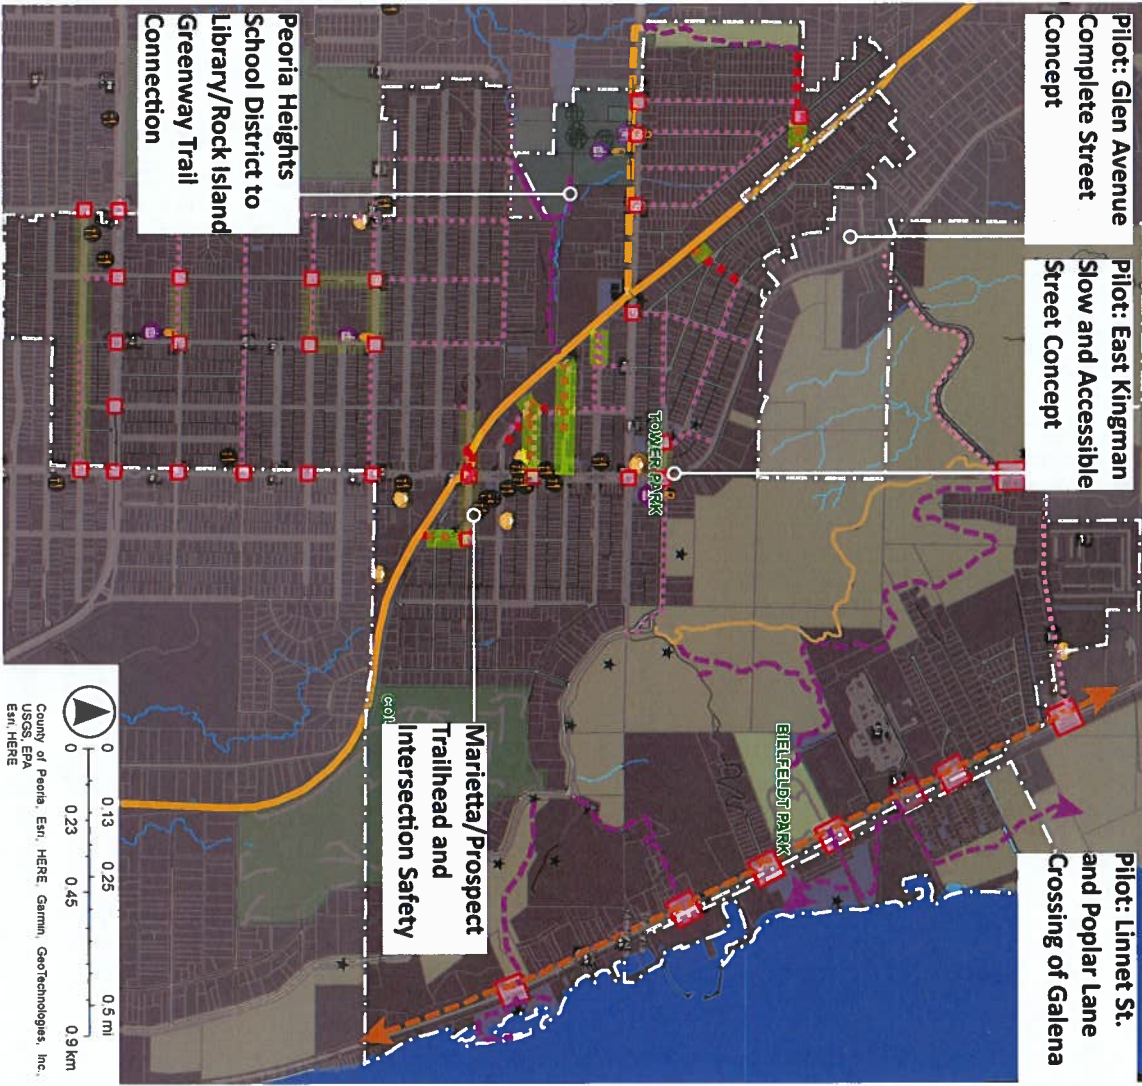 Peoria Heights
School District to
Library/Rock Island
Greenway Trail
Connection
Pilot: Glen Avenue
Complete Street
Concept
Pilot: East Kingman
Slow and Accessible
Street Concept
TOWER PARK
Marietta/Prospect
Trailhead and
Intersection Safety
BIELFELDT PARK
Pilot: Linnet St.
and Poplar Lane
Crossing of Galena
0 0.13 0.25 0.5 mi
0 0.23 0.45 0.9 km
County of Peoria, Esri, HERE, Garmin, GeoTechnologies, Inc.,
USGS, EPA
Esri, HERE